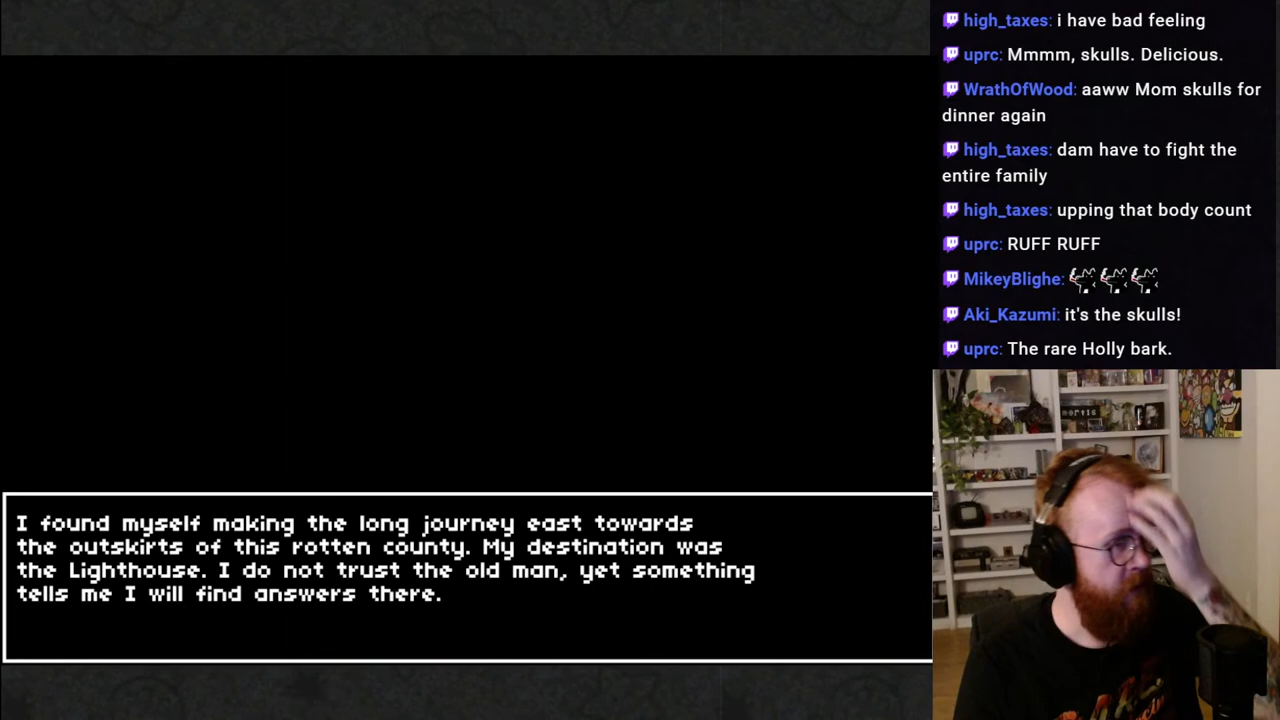 high_taxes: i have bad feeling
uprc: Mmmm, skulls. Delicious.
WrathOfWood: aaww Mom skulls for
dinner again
high_taxes: dam have to fight the
entire family
high_taxes: upping that body count
uprc: RUFF RUFF
MikeyBlighe:
Aki_Kazumi: it's the skulls!
uprc: The rare Holly bark.
mortis
I found myself making the long journey east towards
the outskirts of this rotten county. My destination was
the Lighthouse. I do not trust the old man, yet something
tells me I will find answers there.